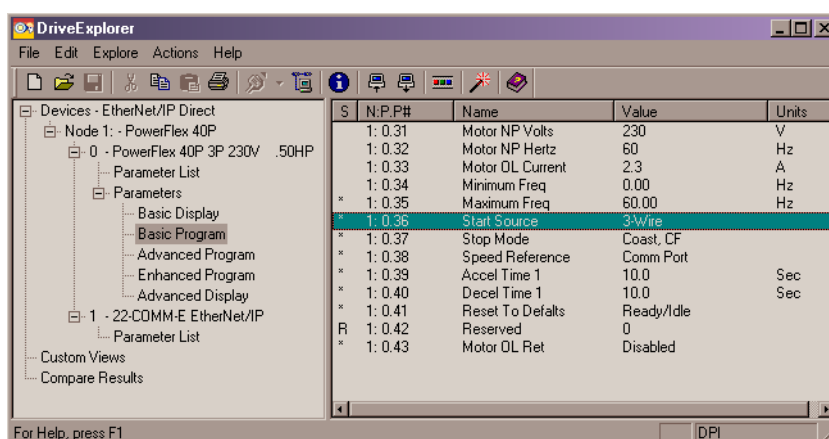 DriveExplorer
File Edit Explore Actions Help
Devices - EtherNet/IP Direct
Node 1: - PowerFlex 40P
0 - PowerFlex 40P 3P 230V .50HP
Parameter List
Parameters
Basic Display
Basic Program
Advanced Program
Enhanced Program
Advanced Display
1 - 22-COMM-E EtherNet/IP
Parameter List
Custom Views
Compare Results
S N:P.P# Name Value Units
1: 0.31 Motor NP Volts 230 V
1: 0.32 Motor NP Hertz 60 Hz
1: 0.33 Motor OL Current 2.3 A
1: 0.34 Minimum Freq 0.00 Hz
* 1: 0.35 Maximum Freq 60.00 Hz
* 1: 0.36 Start Source 3-Wire
* 1: 0.37 Stop Mode Coast, CF
* 1: 0.38 Speed Reference Comm Port
* 1: 0.39 Accel Time 1 10.0 Sec
* 1: 0.40 Decel Time 1 10.0 Sec
* 1: 0.41 Reset To Defalts Ready/Idle
R 1: 0.42 Reserved 0
* 1: 0.43 Motor OL Ret Disabled
For Help, press F1 DPI